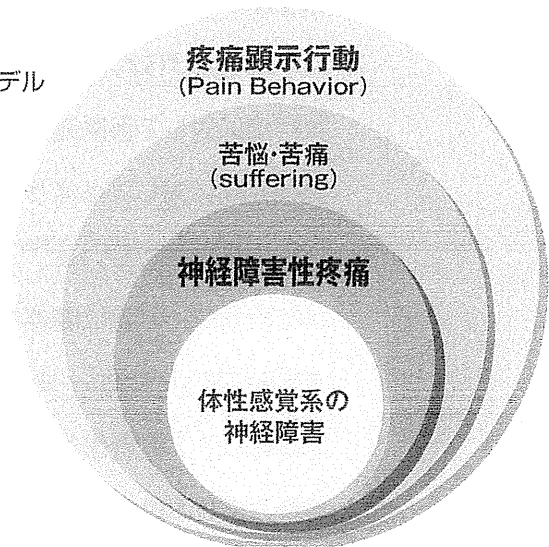 疼痛顕示行動
(Pain Behavior)
デル
苦悩・苦痛
(suffering)
神経障害性疼痛
体性感覚系の
神経障害